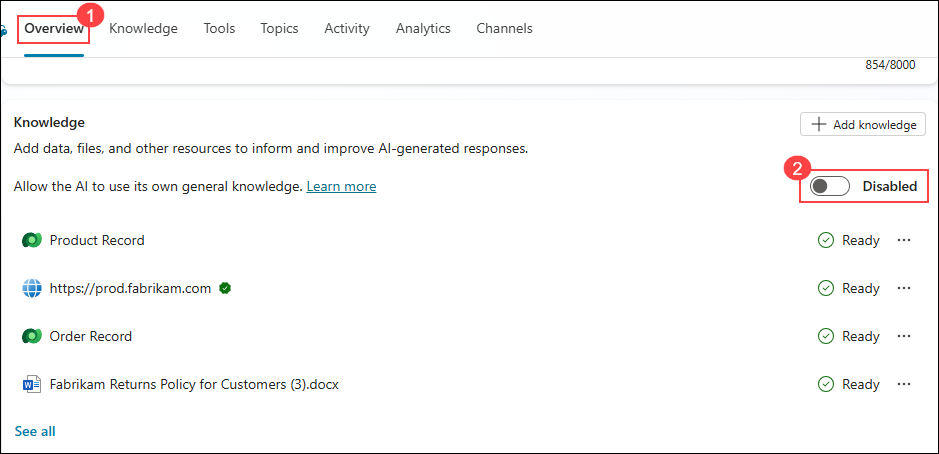 1
Overview Knowledge Tools Topics Activity Analytics Channels
854/8000
Knowledge
Add knowledge
Add data, files, and other resources to inform and improve AI-generated responses.
2
Allow the AI to use its own general knowledge. Learn more Disabled
Product Record Ready
https://prod.fabrikam.com Ready
Order Record Ready
Fabrikam Returns Policy for Customers (3).docx Ready
See all